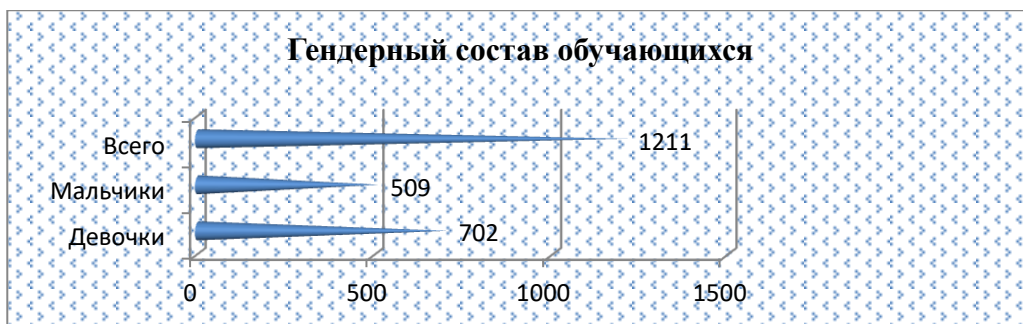 Гендерный состав обучающихся
Всего
1211
Мальчики
509
Девочки
702
0 500 1000 1500